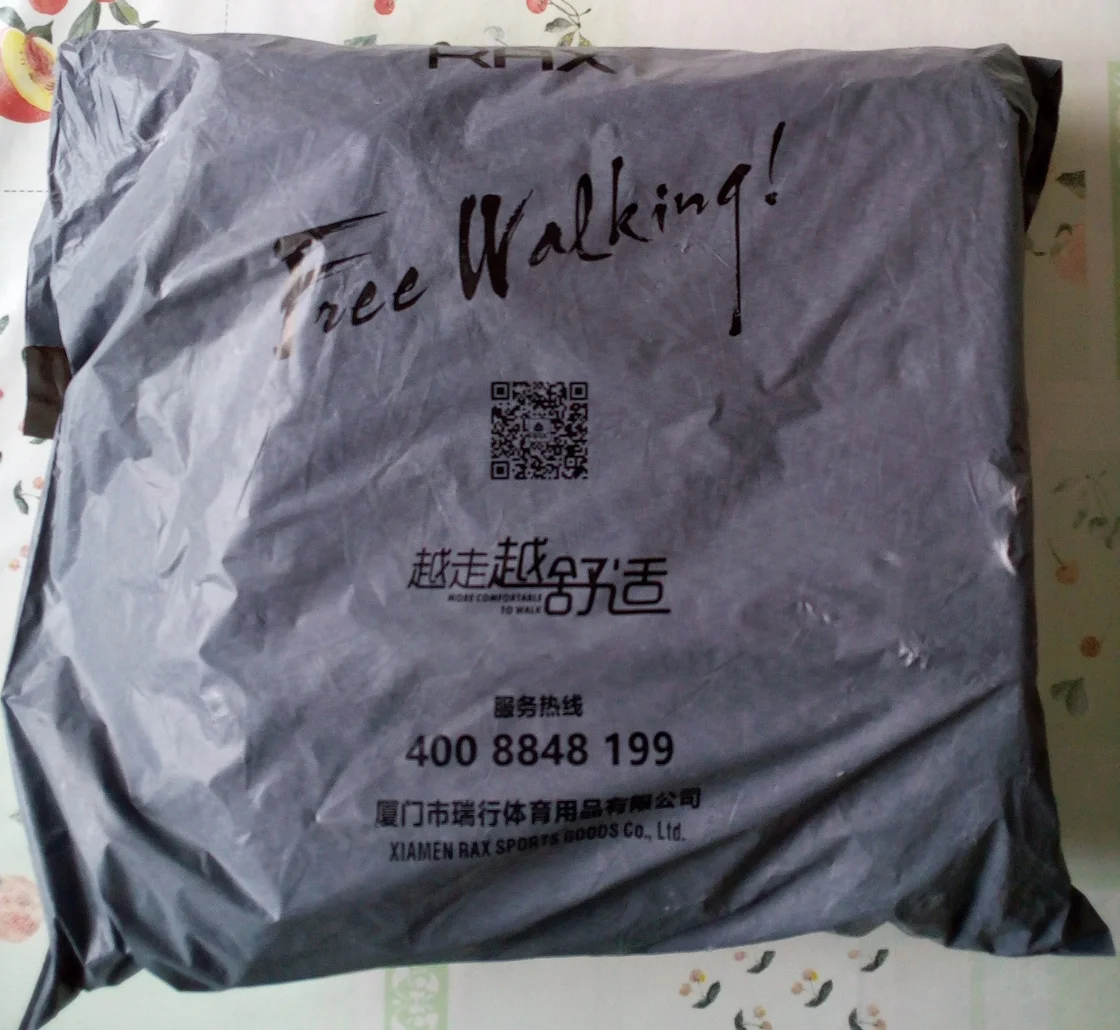 RAX
Free Walking!
越走越舒适
MORE COMFORTABLE
TO WALK
服务热线
400 8848 199
厦门市瑞行体育用品有限公司
XIAMEN RAX SPORTS GOODS Co., Ltd.